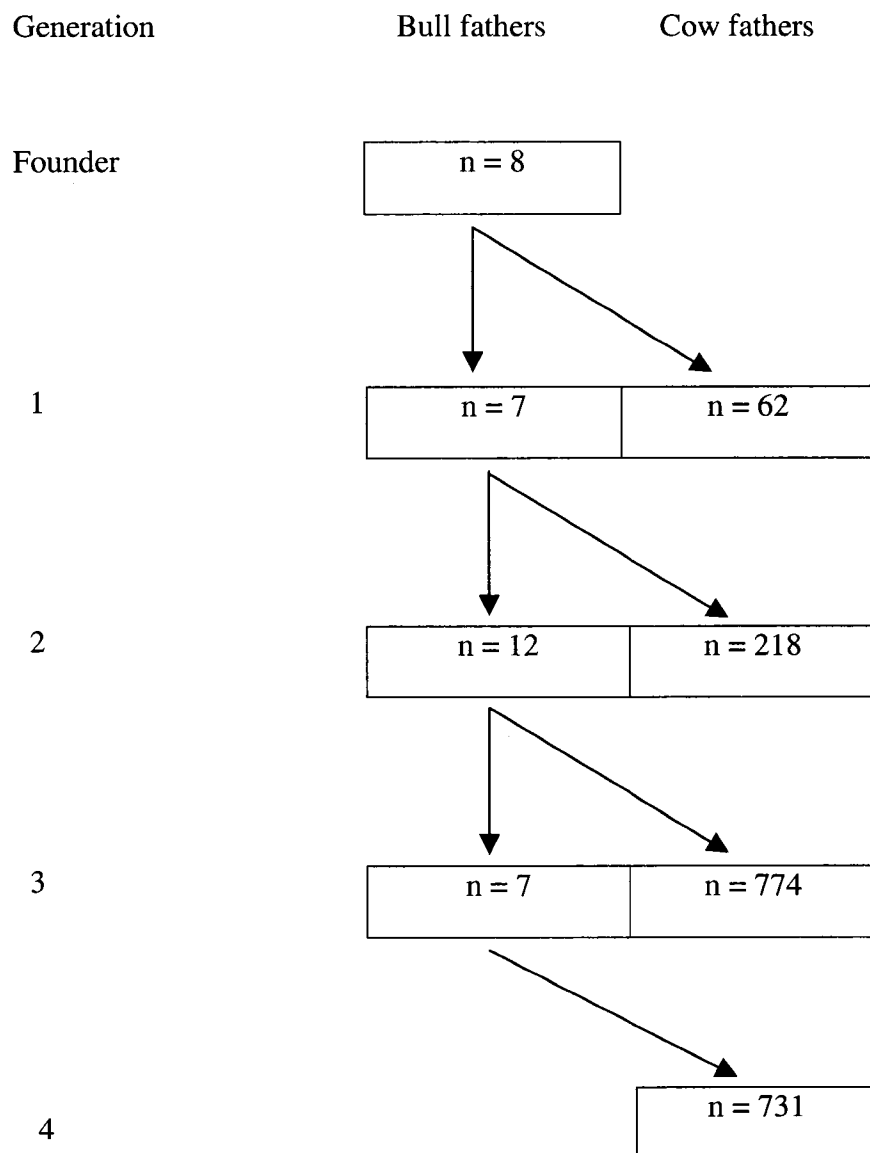 Generation Bull fathers Cow fathers
Founder n = 8
1 n = 7 n = 62
2 n = 12 n = 218
3 n = 7 n = 774
4 n = 731